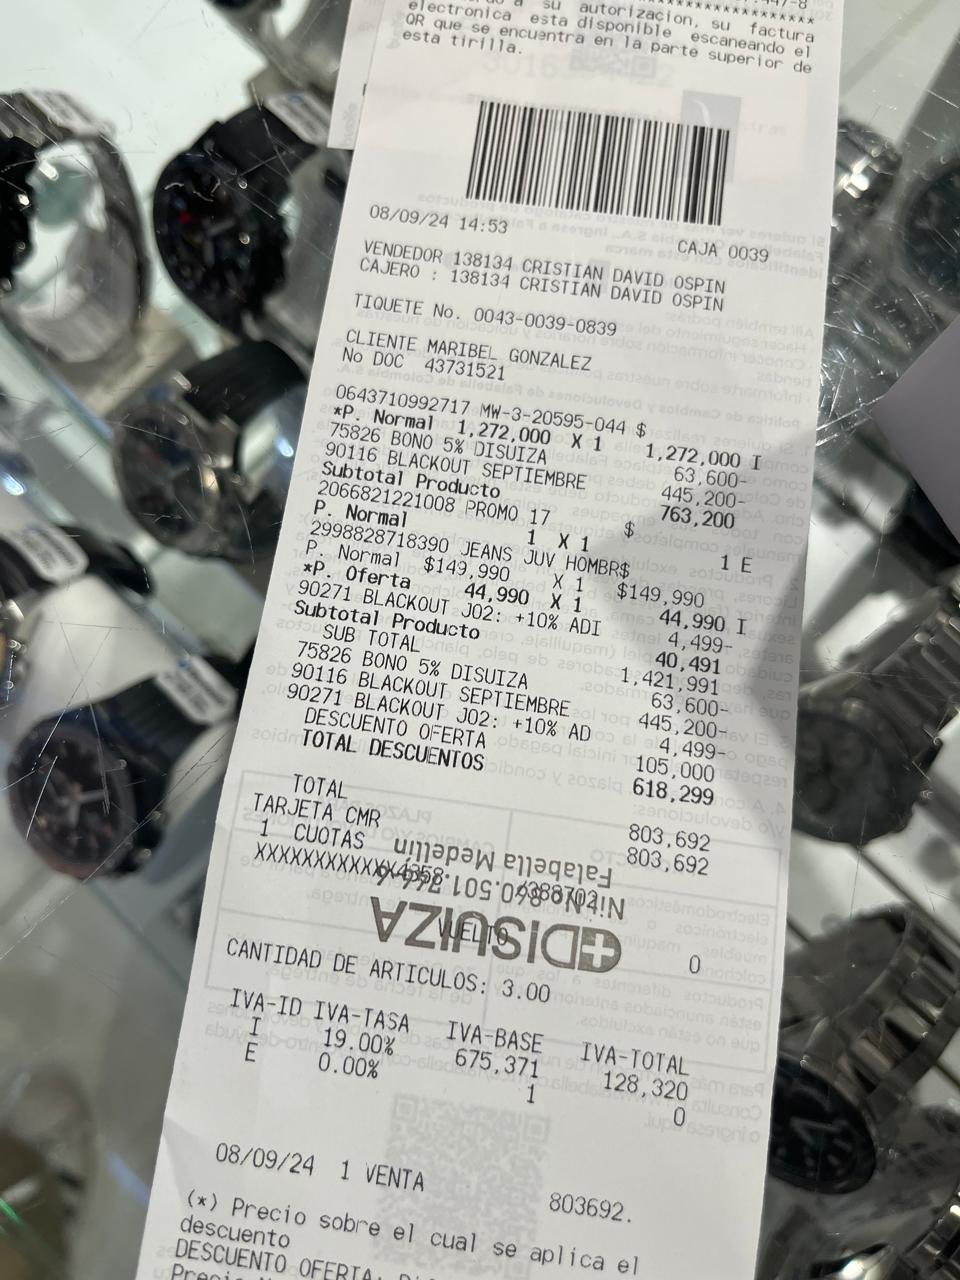 su autorizacion, su factura
electronica esta disponible escaneando el
QR que se encuentra en la parte superior de
esta tirilla.
08/09/24 14:53 CAJA 0039
VENDEDOR 138134 CRISTIAN DAVID OSPIN
CAJERO : 138134 CRISTIAN DAVID OSPIN
TIQUETE No. 0043-0039-0839
CLIENTE MARIBEL GONZALEZ
No DOC 43731521
0643710992717 MW-3-20595-044 $
*P. Normal 1,272,000 X 1 1,272,000 I
75826 BONO 5% DISUIZA 63,600-
90116 BLACKOUT SEPTIEMBRE 445,200-
Subtotal Producto 763,200
2066821221008 PROMO 17 $
P. Normal 1 X 1 1 E
2998828718390 JEANS JUV HOMBR$
P. Normal $149,990 X 1 $149,990
*P. Oferta 44,990 X 1 44,990 I
90271 BLACKOUT J02: +10% ADI 4,499-
Subtotal Producto 40,491
SUB TOTAL 1,421,991
75826 BONO 5% DISUIZA 63,600-
90116 BLACKOUT SEPTIEMBRE 445,200-
90271 BLACKOUT J02: +10% AD 4,499-
DESCUENTO OFERTA 105,000
TOTAL DESCUENTOS 618,299
TOTAL 803,692
TARJETA CMR 803,692
1 CUOTAS
Falabella Medellin
XXXXXXXXXXXX4358
DISUIZA
VUELTO 0
CANTIDAD DE ARTICULOS: 3.00
IVA-ID IVA-TASA IVA-BASE IVA-TOTAL
I 19.00% 675,371 128,320
E 0.00% 1 0
08/09/24 1 VENTA 803692.
(*) Precio sobre el cual se aplica el
descuento
DESCUENTO OFERTA: